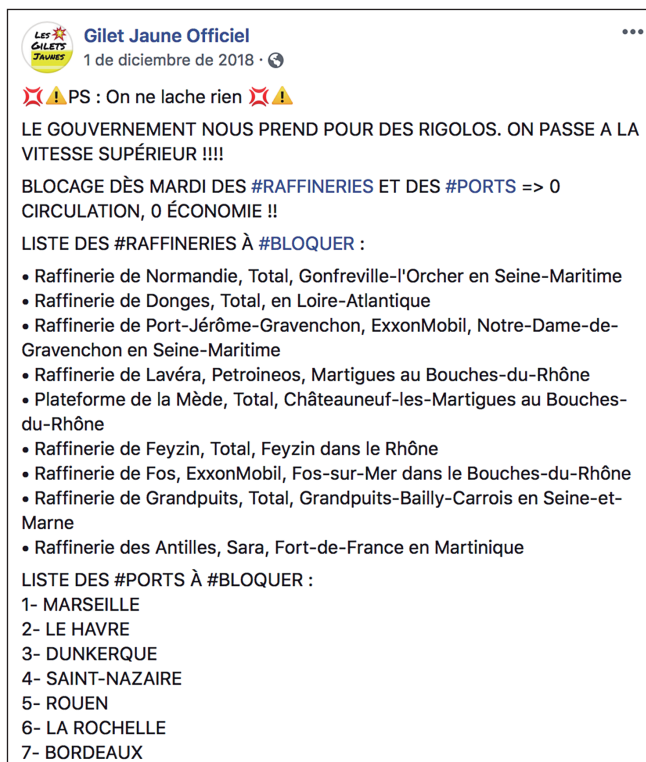 LES
GILETS
JAUNES
Gilet Jaune Officiel
1 de diciembre de 2018 ·
💢⚠️PS : On ne lache rien 💢⚠️
LE GOUVERNEMENT NOUS PREND POUR DES RIGOLOS. ON PASSE A LA
VITESSE SUPÉRIEUR !!!!
BLOCAGE DÈS MARDI DES #RAFFINERIES ET DES #PORTS => 0
CIRCULATION, 0 ÉCONOMIE !!
LISTE DES #RAFFINERIES À #BLOQUER :
• Raffinerie de Normandie, Total, Gonfreville-l'Orcher en Seine-Maritime
• Raffinerie de Donges, Total, en Loire-Atlantique
• Raffinerie de Port-Jérôme-Gravenchon, ExxonMobil, Notre-Dame-de-
Gravenchon en Seine-Maritime
• Raffinerie de Lavéra, Petroineos, Martigues au Bouches-du-Rhône
• Plateforme de la Mède, Total, Châteauneuf-les-Martigues au Bouches-
du-Rhône
• Raffinerie de Feyzin, Total, Feyzin dans le Rhône
• Raffinerie de Fos, ExxonMobil, Fos-sur-Mer dans le Bouches-du-Rhône
• Raffinerie de Grandpuits, Total, Grandpuits-Bailly-Carrois en Seine-et-
Marne
• Raffinerie des Antilles, Sara, Fort-de-France en Martinique
LISTE DES #PORTS À #BLOQUER :
1- MARSEILLE
2- LE HAVRE
3- DUNKERQUE
4- SAINT-NAZAIRE
5- ROUEN
6- LA ROCHELLE
7- BORDEAUX